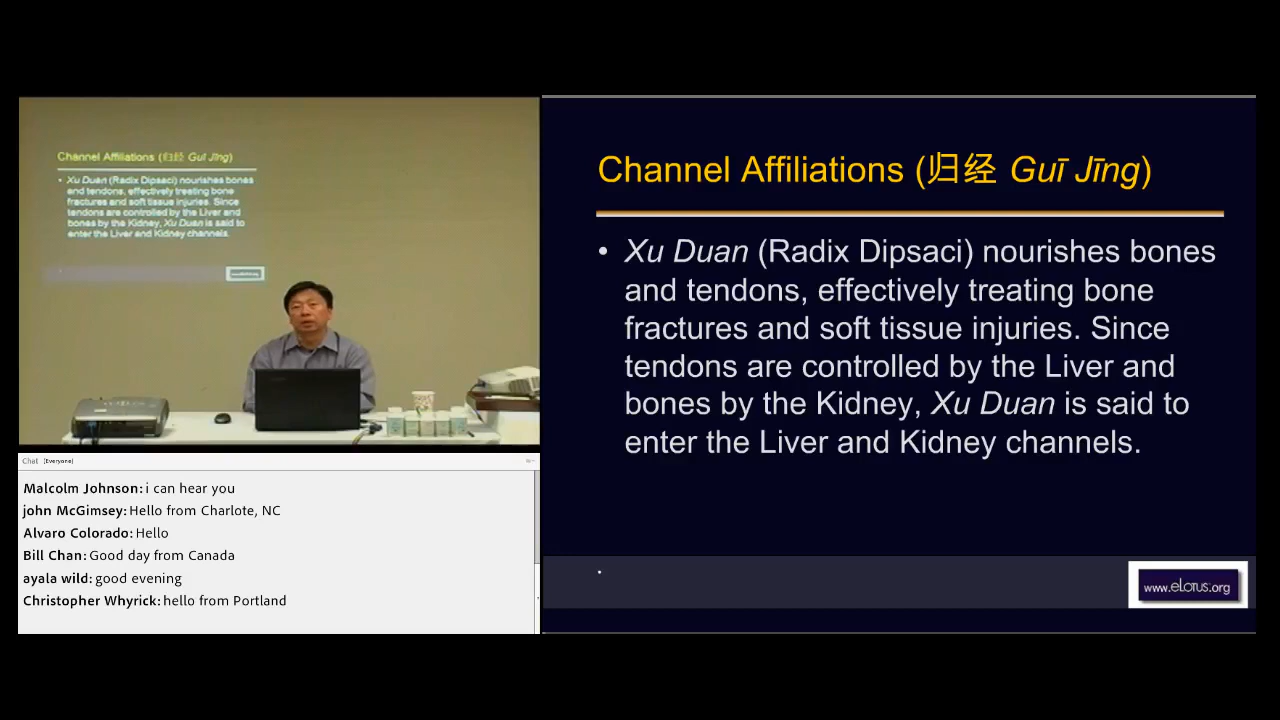 Channel Affiliations (归经 Guī Jīng)
• Xu Duan (Radix Dipsaci) nourishes bones
and tendons, effectively treating bone
fractures and soft tissue injuries. Since
tendons are controlled by the Liver and
bones by the Kidney, Xu Duan is said to
enter the Liver and Kidney channels.
Channel Affiliations (归经 Guī Jīng)
• Xu Duan (Radix Dipsaci) nourishes bones
and tendons, effectively treating bone
fractures and soft tissue injuries. Since
tendons are controlled by the Liver and
bones by the Kidney, Xu Duan is said to
enter the Liver and Kidney channels.
www.eLotus.org
Chat (Everyone)
Malcolm Johnson: i can hear you
john McGimsey: Hello from Charlote, NC
Alvaro Colorado: Hello
Bill Chan: Good day from Canada
ayala wild: good evening
Christopher Whyrick: hello from Portland